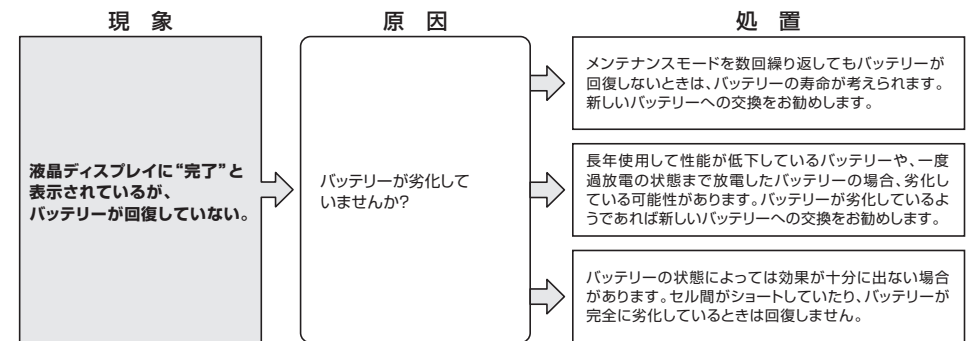 現 象
原 因
処 置
液晶ディスプレイに“完了”と
表示されているが、
バッテリーが回復していない。
バッテリーが劣化して
いませんか?
メンテナンスモードを数回繰り返してもバッテリーが
回復しないときは、バッテリーの寿命が考えられます。
新しいバッテリーへの交換をお勧めします。
長年使用して性能が低下しているバッテリーや、一度
過放電の状態まで放電したバッテリーの場合、劣化し
ている可能性があります。バッテリーが劣化しているよ
うであれば新しいバッテリーへの交換をお勧めします。
バッテリーの状態によっては効果が十分に出ない場合
があります。セル間がショートしていたり、バッテリーが
完全に劣化しているときは回復しません。